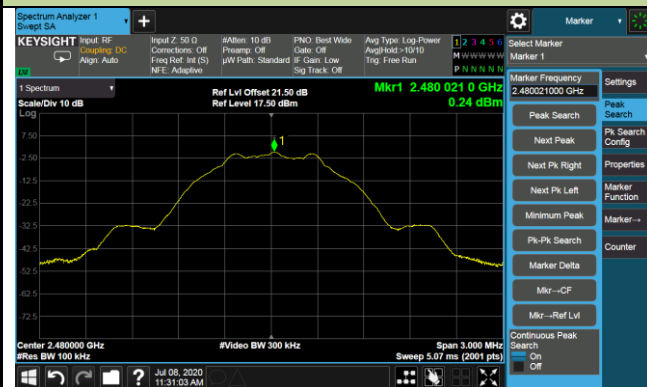 Spectrum Analyzer 1
Swept SA
Marker
KEYSIGHT
Input: RF
Coupling: DC
Align: Auto
Input Z: 50 Ω
Corrections: Off
Freq Ref: Int (S)
NFE: Adaptive
#Atten: 10 dB
Preamp: Off
µW Path: Standard
PNO: Best Wide
Gate: Off
IF Gain: Low
Sig Track: Off
Avg Type: Log-Power
Avg|Hold:>10/10
Trig: Free Run
1 2 3 4 5 6
M W W W W W
P N N N N N
Select Marker
Marker 1
1 Spectrum
Scale/Div 10 dB
Log
Ref Lvl Offset 21.50 dB
Ref Level 17.50 dBm
Mkr1 2.480 021 0 GHz
0.24 dBm
1
7.50
-2.50
-12.5
-22.5
-32.5
-42.5
-52.5
-62.5
-72.5
Center 2.480000 GHz
#Res BW 100 kHz
#Video BW 300 kHz
Span 3.000 MHz
Sweep 5.07 ms (2001 pts)
Marker Frequency
2.480021000 GHz
Peak Search
Next Peak
Next Pk Right
Next Pk Left
Minimum Peak
Pk-Pk Search
Marker Delta
Mkr→CF
Mkr→Ref Lvl
Continuous Peak
Search
On
Off
Settings
Peak
Search
Pk Search
Config
Properties
Marker
Function
Marker→
Counter
?
Jul 08, 2020
11:31:03 AM